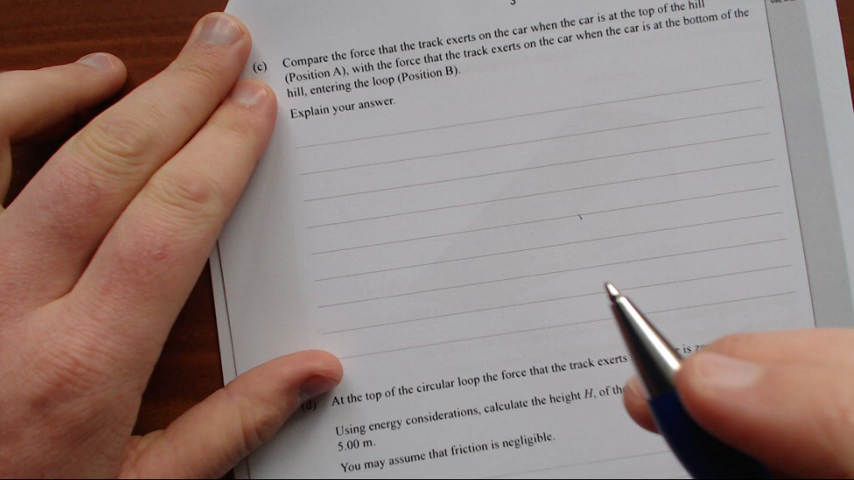 3
(c) Compare the force that the track exerts on the car when the car is at the top of the hill
(Position A), with the force that the track exerts on the car when the car is at the bottom of the
hill, entering the loop (Position B).
Explain your answer.
(d) At the top of the circular loop the force that the track exerts is
Using energy considerations, calculate the height H, of
5.00 m.
You may assume that friction is negligible.